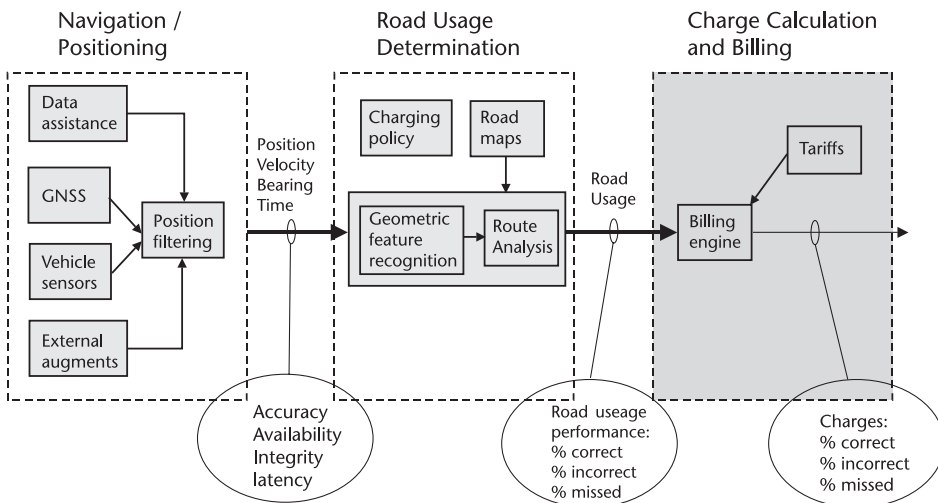 Navigation /
Positioning
Road Usage
Determination
Charge Calculation
and Billing
Data
assistance
GNSS
Vehicle
sensors
External
augments
Position
filtering
Position
Velocity
Bearing
Time
Charging
policy
Road
maps
Geometric
feature
recognition
Route
Analysis
Road
Usage
Tariffs
Billing
engine
Accuracy
Availability
Integrity
latency
Road useage
performance:
% correct
% incorrect
% missed
Charges:
% correct
% incorrect
% missed